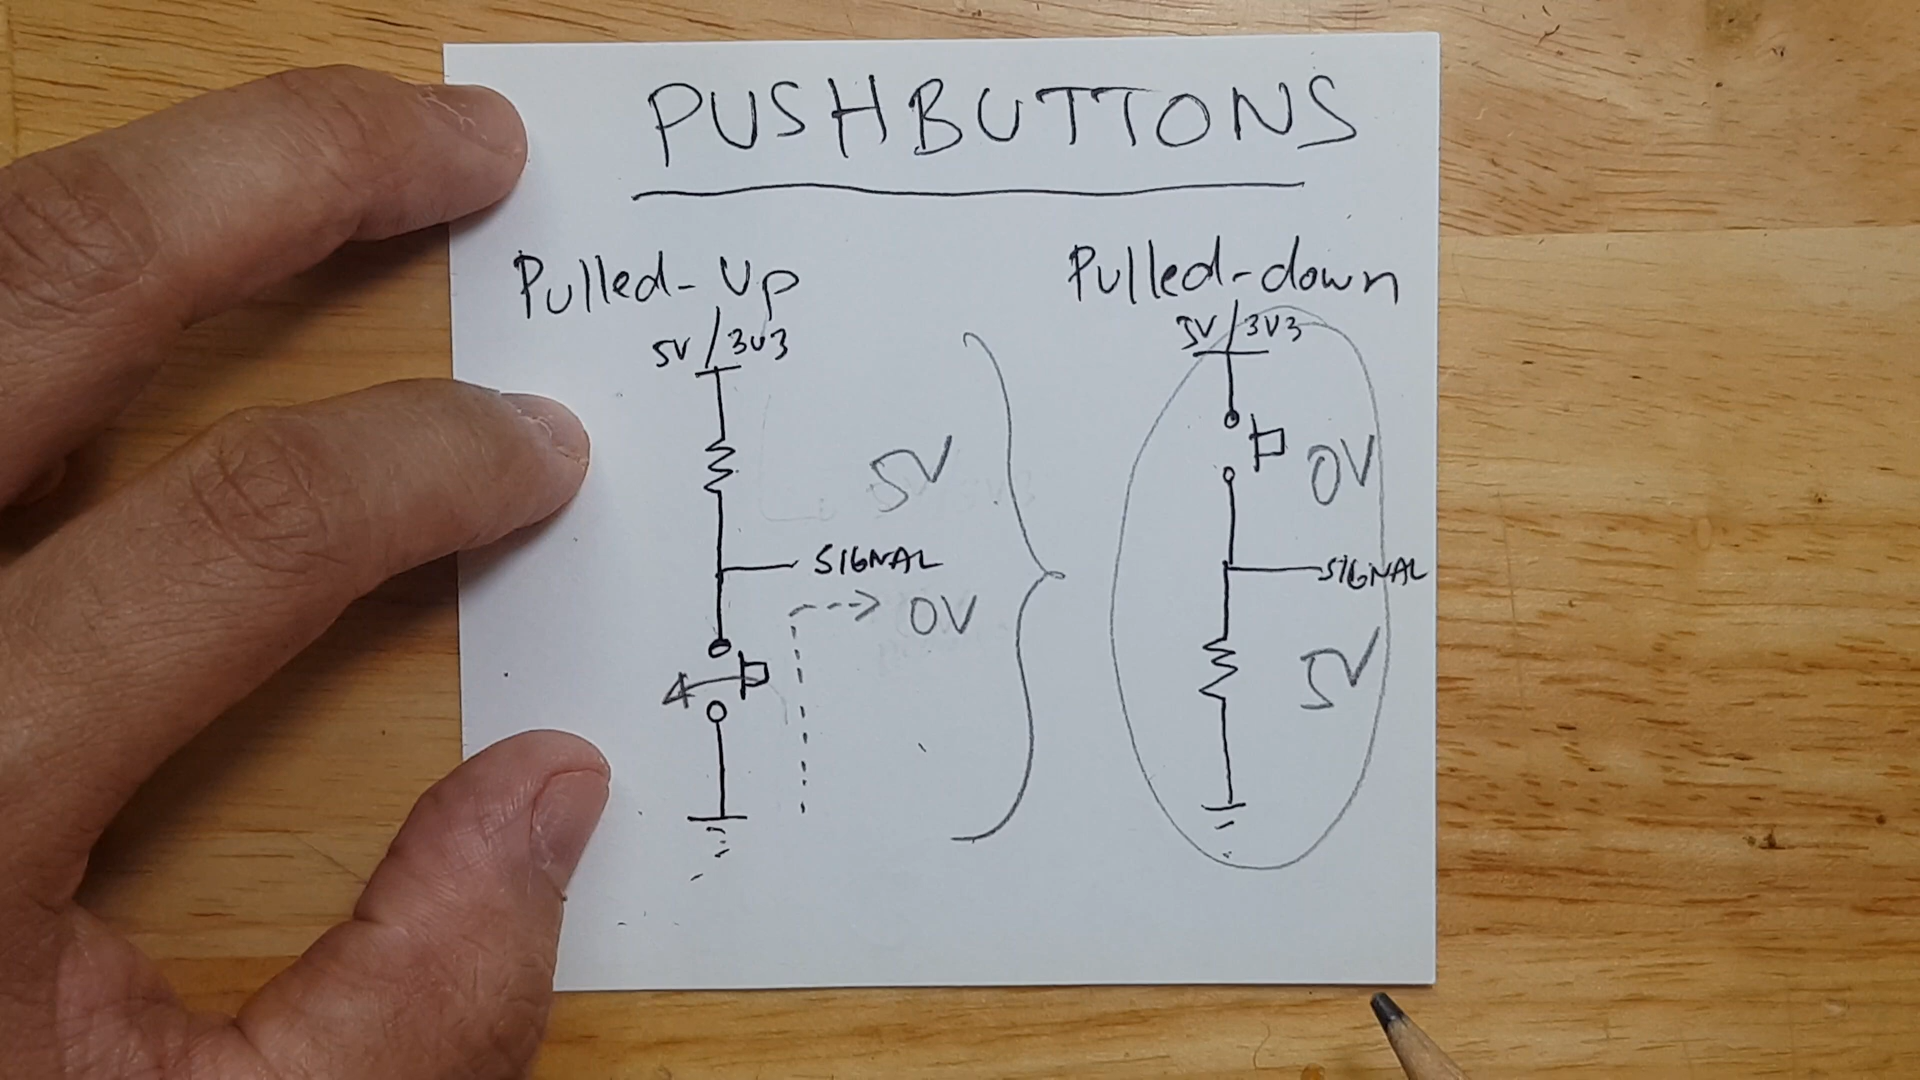 PUSHBUTTONS
Pulled-Up
5V/3V3
5V
SIGNAL
0V
Pulled-down
5V/3V3
0V
SIGNAL
5V